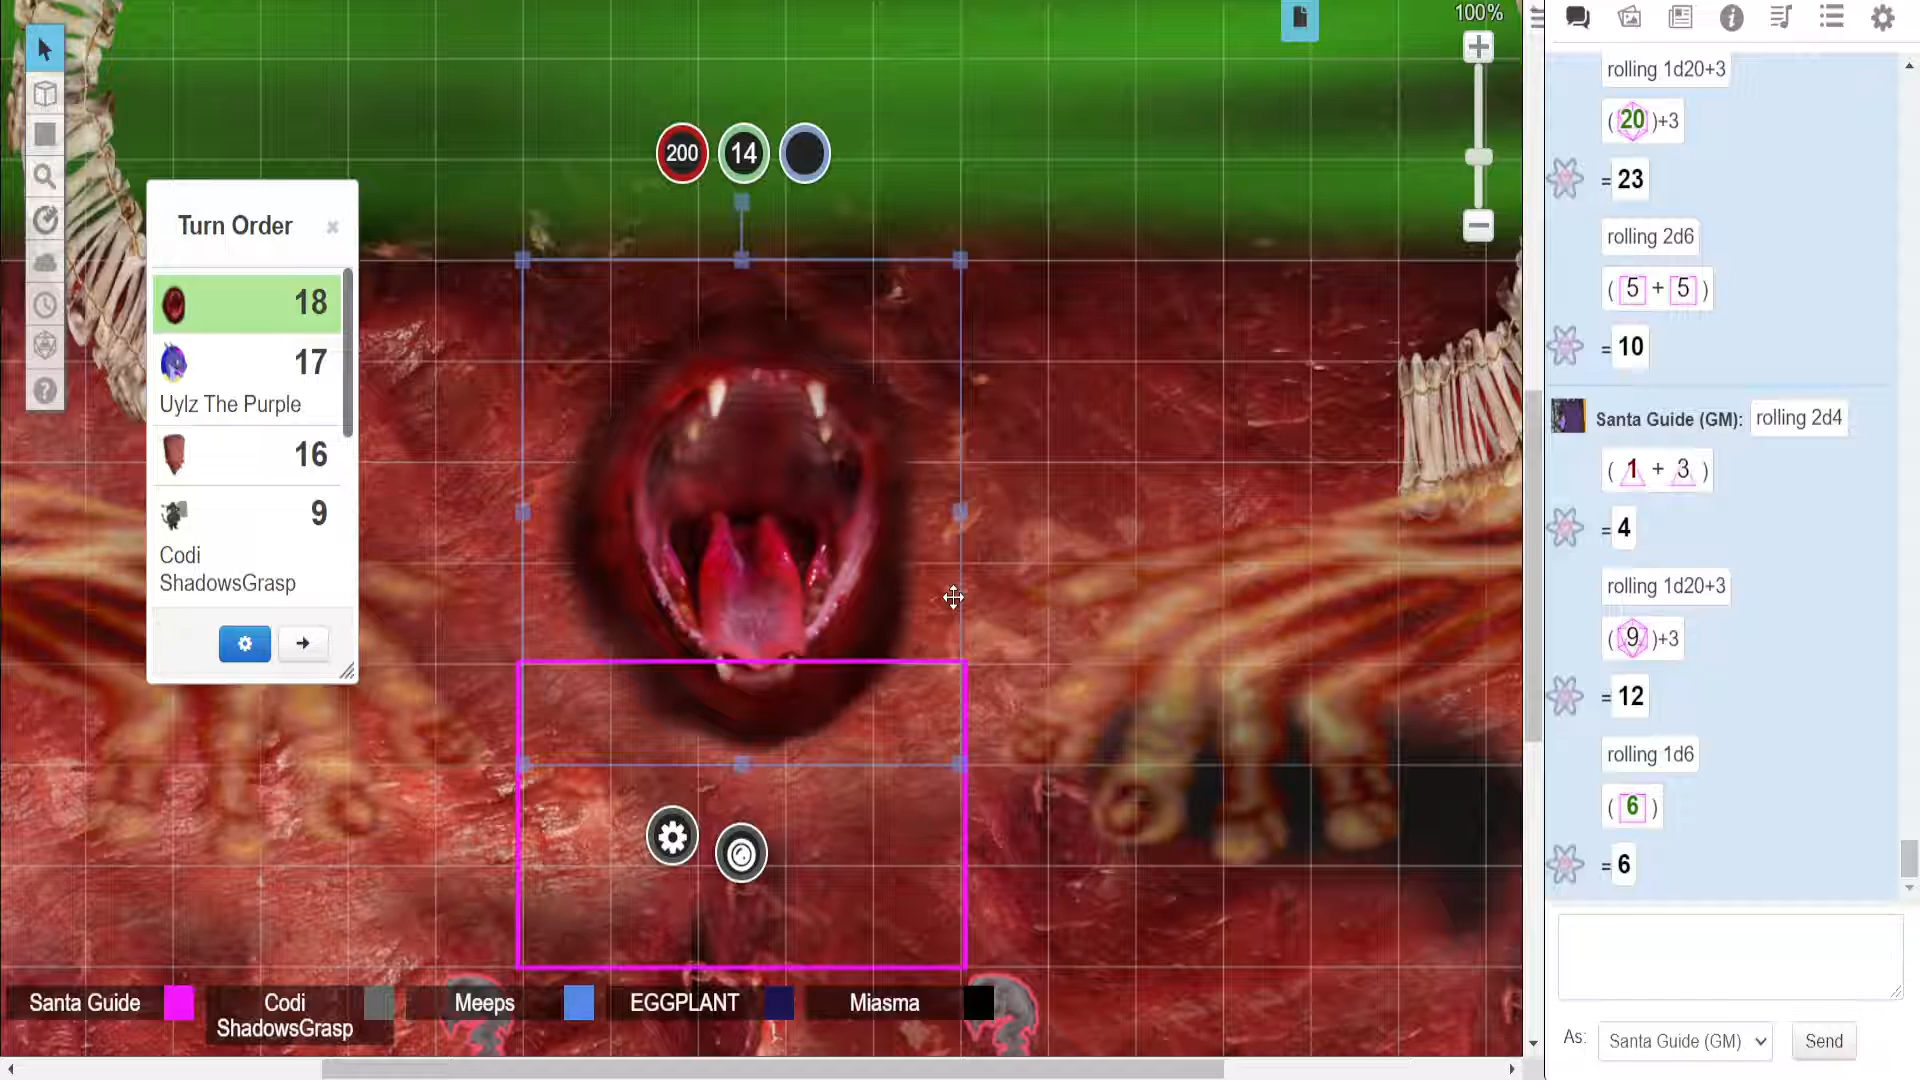 100%
200
14
Turn Order ×
18
17
Uylz The Purple
16
9
Codi
ShadowsGrasp
Santa Guide
Codi
ShadowsGrasp
Meeps
EGGPLANT
Miasma
rolling 1d20+3
(20)+3
=23
rolling 2d6
(5+5)
=10
Santa Guide (GM): rolling 2d4
(1+3)
=4
rolling 1d20+3
(9)+3
=12
rolling 1d6
(6)
=6
As: Santa Guide (GM) Send